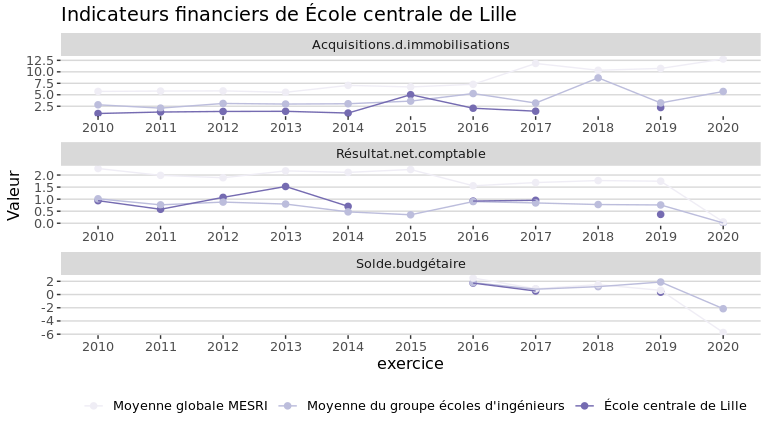 Indicateurs financiers de École centrale de Lille
Acquisitions.d.immobilisations
12.5
10.0
7.5
5.0
2.5
2010 2011 2012 2013 2014 2015 2016 2017 2018 2019 2020
Résultat.net.comptable
2.0
1.5
1.0
0.5
0.0
2010 2011 2012 2013 2014 2015 2016 2017 2018 2019 2020
Solde.budgétaire
2
0
-2
-4
-6
2010 2011 2012 2013 2014 2015 2016 2017 2018 2019 2020
Valeur
exercice
Moyenne globale MESRI Moyenne du groupe écoles d'ingénieurs École centrale de Lille